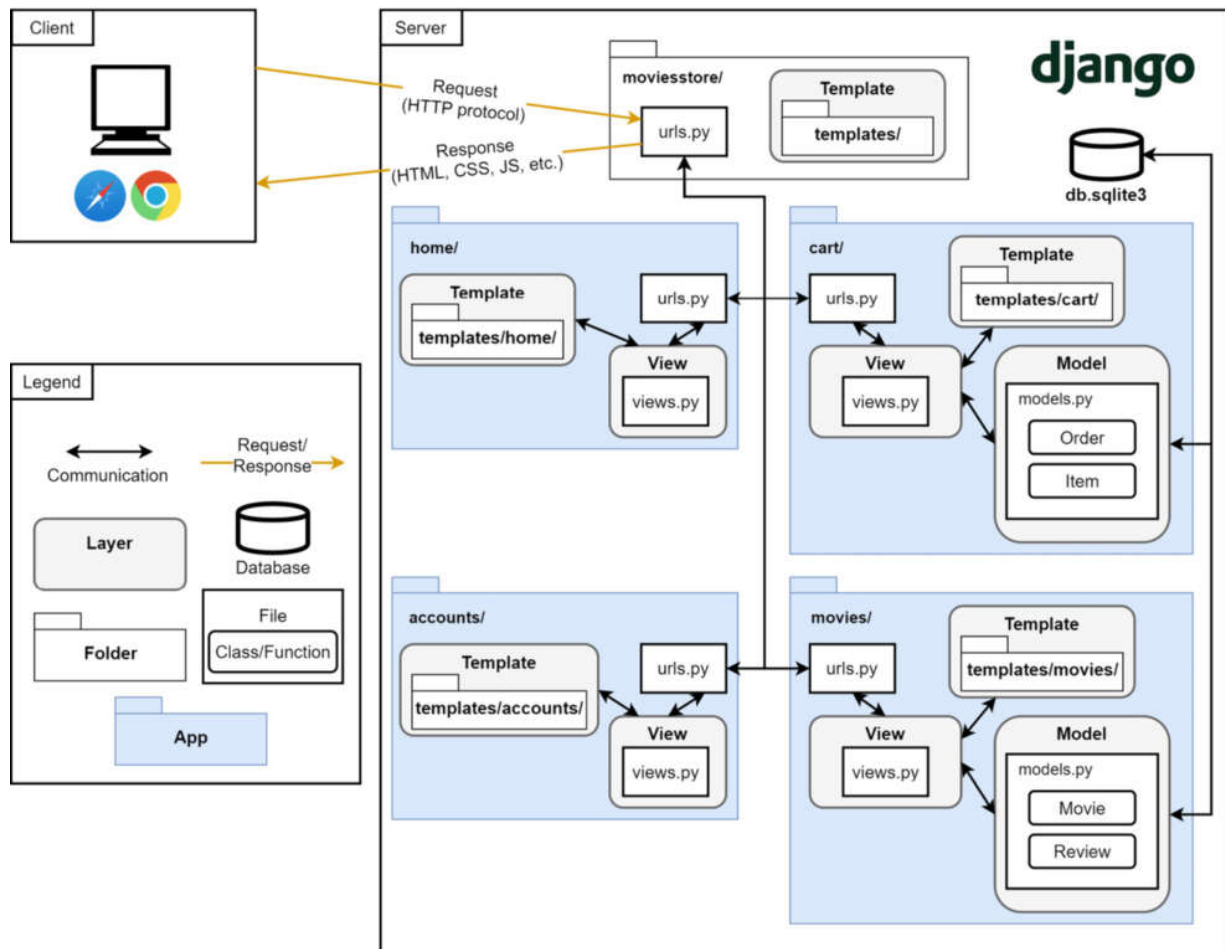 Client
Request
(HTTP protocol)
Response
(HTML, CSS, JS, etc.)
Server
moviesstore/
urls.py
Template
templates/
django
db.sqlite3
home/
Template
templates/home/
urls.py
View
views.py
cart/
urls.py
Template
templates/cart/
View
views.py
Model
models.py
Order
Item
Legend
Communication
Request/
Response
Layer
Database
Folder
File
Class/Function
App
accounts/
Template
templates/accounts/
urls.py
View
views.py
movies/
urls.py
Template
templates/movies/
View
views.py
Model
models.py
Movie
Review